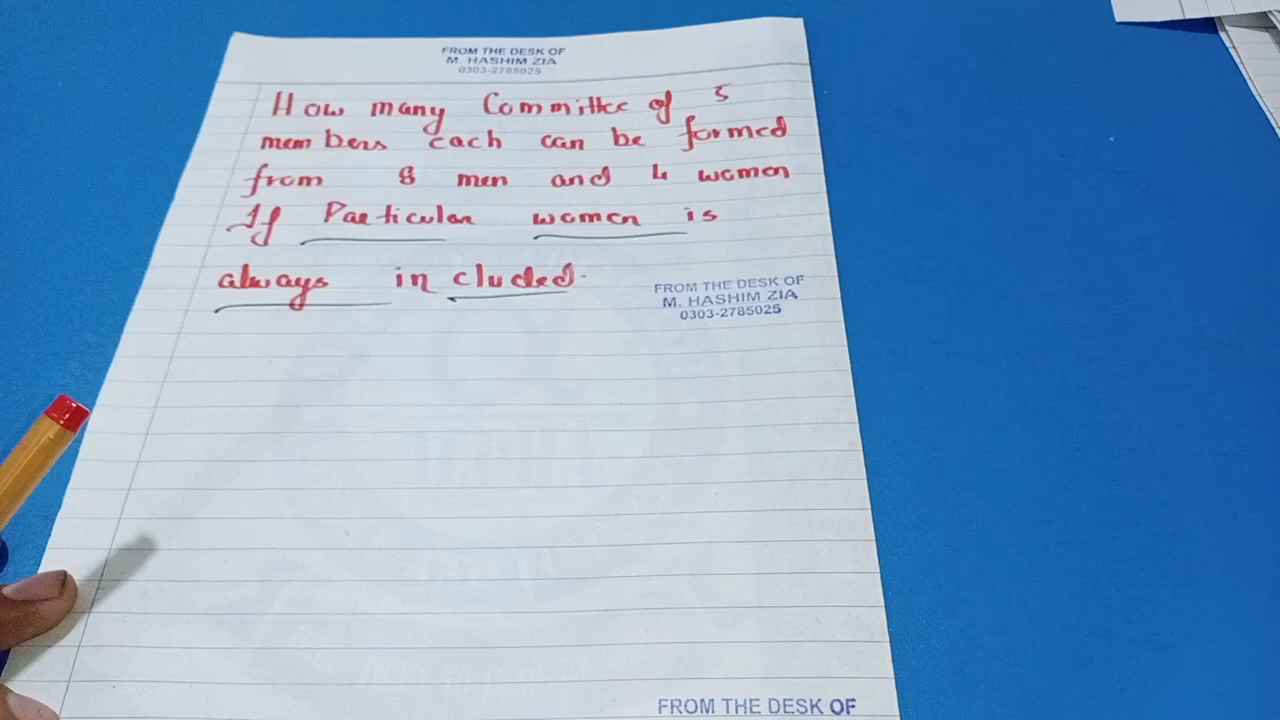 FROM THE DESK OF
M. HASHIM ZIA
0303-2785025
How many Committee of 5
members each can be formed
from 8 men and 4 women
If Particular women is
always included.
FROM THE DESK OF
M. HASHIM ZIA
0303-2785025
FROM THE DESK OF